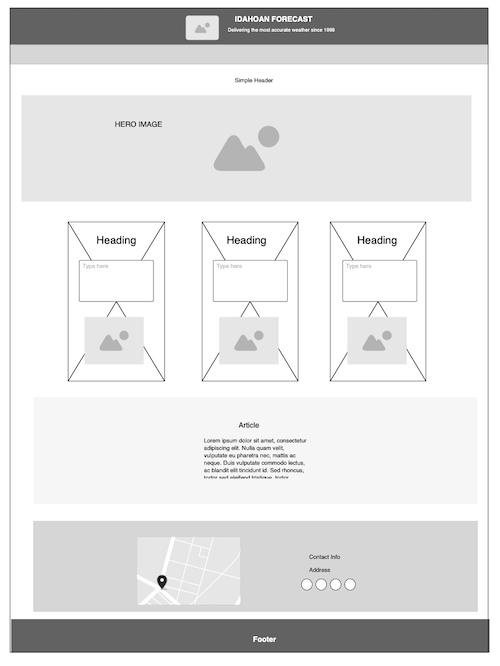 IDAHOAN FORECAST
Delivering the most accurate weather since 1998
Simple Header
HERO IMAGE
Heading
Heading
Heading
Type here
Type here
Type here
Article
Lorem ipsum dolor sit amet, consectetur
adipiscing elit. Nulla quam velit,
vulputate eu pharetra nec, mattis ac
neque. Duis vulputate commodo lectus,
ac blandit elit tincidunt id. Sed rhoncus,
tortor sed eleifend tristique, tortor
Contact Info
Address
Footer